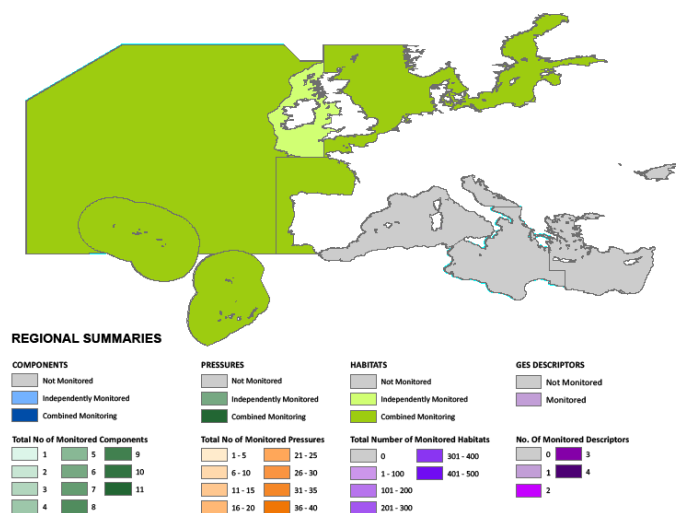 REGIONAL SUMMARIES
COMPONENTS
Not Monitored
Independently Monitored
Combined Monitoring
Total No of Monitored Components
1
2
3
4
5
6
7
8
9
10
11
PRESSURES
Not Monitored
Independently Monitored
Combined Monitoring
Total No of Monitored Pressures
1 - 5
6 - 10
11 - 15
16 - 20
21 - 25
26 - 30
31 - 35
36 - 40
HABITATS
Not Monitored
Independently Monitored
Combined Monitoring
Total Number of Monitored Habitats
0
1 - 100
101 - 200
201 - 300
301 - 400
401 - 500
GES DESCRIPTORS
Not Monitored
Monitored
No. Of Monitored Descriptors
0
1
2
3
4